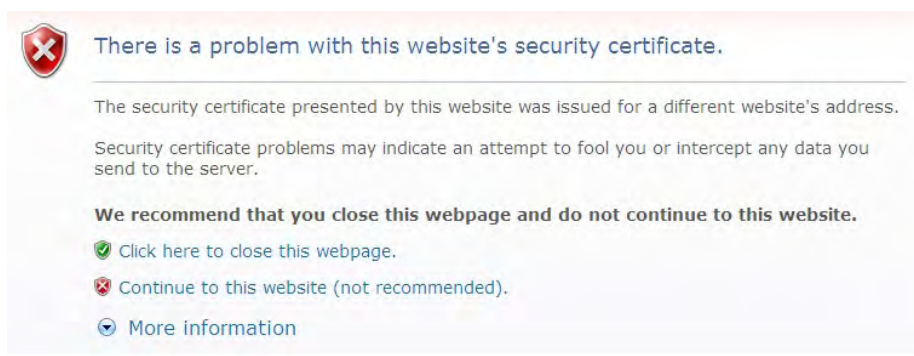 There is a problem with this website's security certificate.
The security certificate presented by this website was issued for a different website's address.
Security certificate problems may indicate an attempt to fool you or intercept any data you
send to the server.
We recommend that you close this webpage and do not continue to this website.
Click here to close this webpage.
Continue to this website (not recommended).
More information